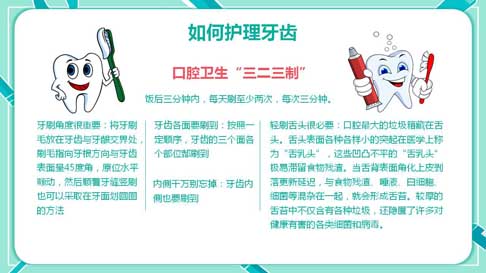 如何护理牙齿
口腔卫生“三二三制”
饭后三分钟内，每天刷至少两次，每次三分钟。
牙刷角度很重要：将牙刷
毛放在牙齿与牙龈交界处，
刷毛指向牙根方向与牙齿
表面呈45度角，原位水平
颤动，然后顺着牙缝竖刷
也可以采取在牙面划圆圈
的方法
牙齿各面要刷到：按照一
定顺序，牙齿的三个面各
个部位都刷到
内侧千万别忘掉：牙齿内
侧也要刷到
轻刷舌头很必要：口腔最大的垃圾桶藏在舌
头。舌头表面各种各样小的突起在医学上称
为“舌乳头”，这些凹凸不平的“舌乳头”
极易滞留食物残渣。当舌背表面角化上皮剥
落更新延迟，与食物残渣、唾液、白细胞、
细菌等混杂在一起，就会形成舌苔。较厚的
舌苔中不仅含有各种垃圾，还隐匿了许多对
健康有害的各类细菌和病毒。